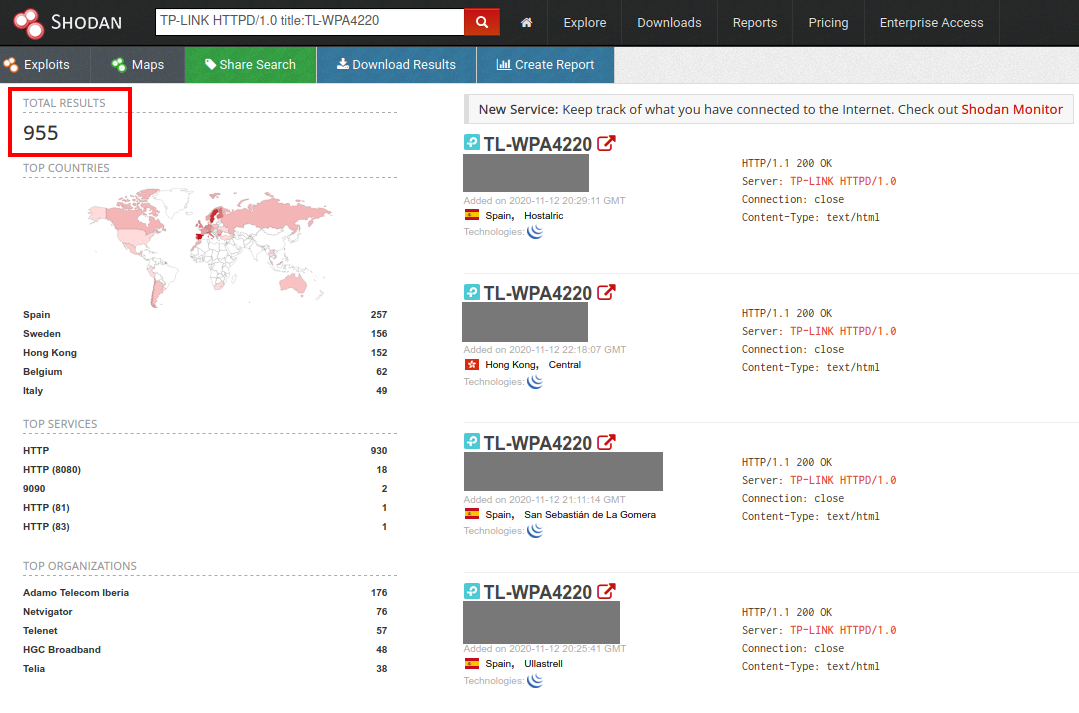 SHODAN TP-LINK HTTPD/1.0 title:TL-WPA4220 Explore Downloads Reports Pricing Enterprise Access
Exploits Maps Share Search Download Results Create Report
TOTAL RESULTS
955
TOP COUNTRIES
Spain 257
Sweden 156
Hong Kong 152
Belgium 62
Italy 49
TOP SERVICES
HTTP 930
HTTP (8080) 18
9090 2
HTTP (81) 1
HTTP (83) 1
TOP ORGANIZATIONS
Adamo Telecom Iberia 176
Netvigator 76
Telenet 57
HGC Broadband 48
Telia 38
New Service: Keep track of what you have connected to the Internet. Check out Shodan Monitor
TL-WPA4220
Added on 2020-11-12 20:29:11 GMT
Spain, Hostalric
Technologies:
HTTP/1.1 200 OK
Server: TP-LINK HTTPD/1.0
Connection: close
Content-Type: text/html
TL-WPA4220
Added on 2020-11-12 22:18:07 GMT
Hong Kong, Central
Technologies:
HTTP/1.1 200 OK
Server: TP-LINK HTTPD/1.0
Connection: close
Content-Type: text/html
TL-WPA4220
Added on 2020-11-12 21:11:14 GMT
Spain, San Sebastián de La Gomera
Technologies:
HTTP/1.1 200 OK
Server: TP-LINK HTTPD/1.0
Connection: close
Content-Type: text/html
TL-WPA4220
Added on 2020-11-12 20:25:41 GMT
Spain, Ullastrell
Technologies:
HTTP/1.1 200 OK
Server: TP-LINK HTTPD/1.0
Connection: close
Content-Type: text/html